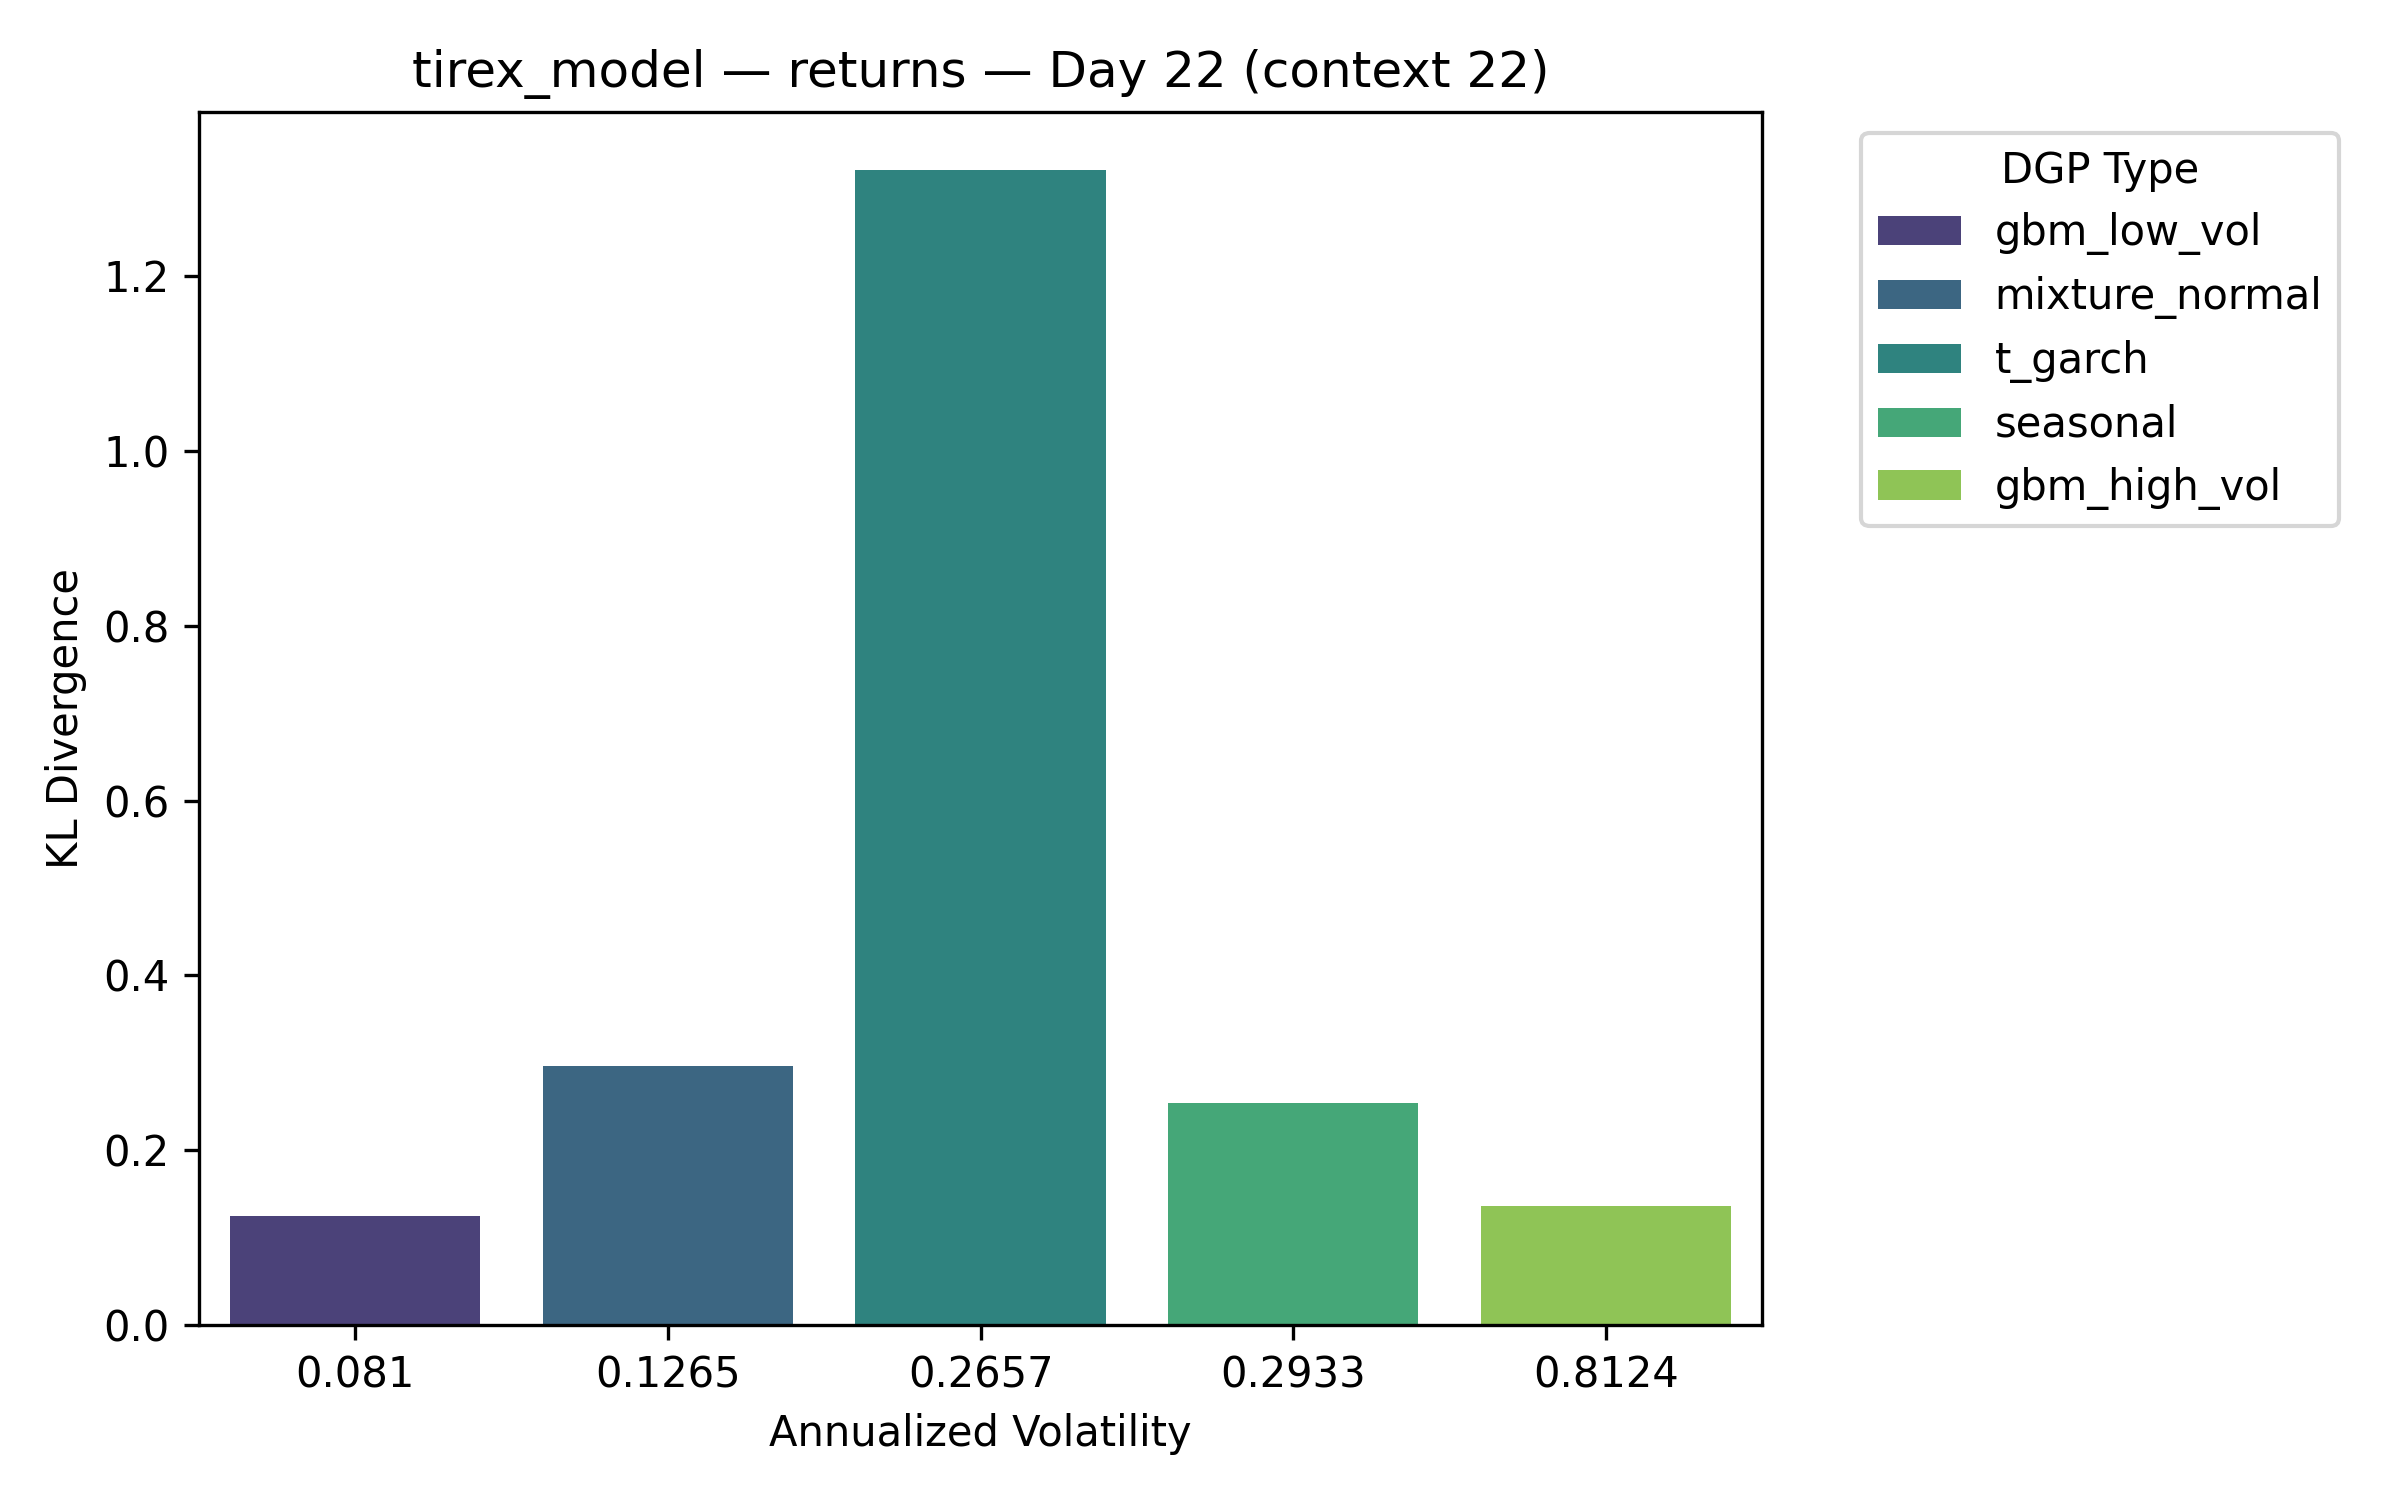 tirex_model — returns — Day 22 (context 22)
KL Divergence
1.2
1.0
0.8
0.6
0.4
0.2
0.0
0.081 0.1265 0.2657 0.2933 0.8124
Annualized Volatility
DGP Type
gbm_low_vol
mixture_normal
t_garch
seasonal
gbm_high_vol